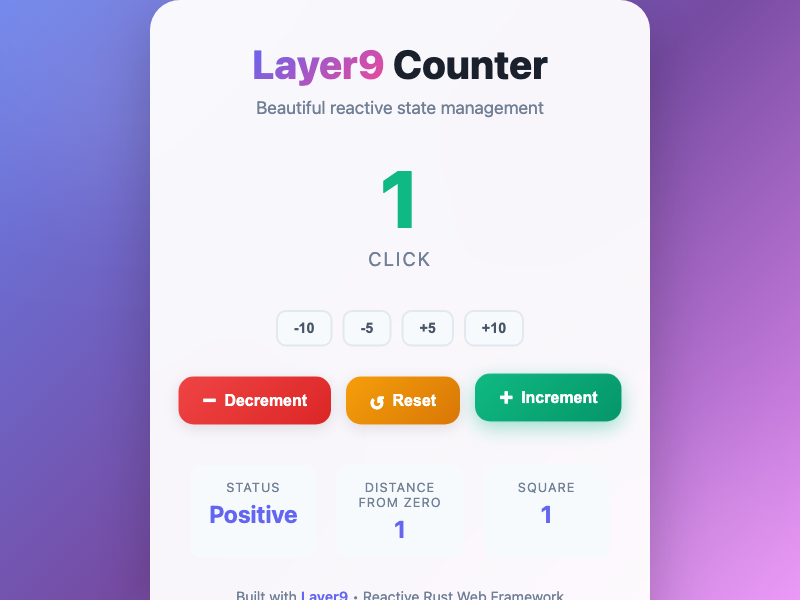 Layer9 Counter
Beautiful reactive state management
1
CLICK
-10 -5 +5 +10
− Decrement ↺ Reset + Increment
STATUS
Positive
DISTANCE
FROM ZERO
1
SQUARE
1
Built with Layer9 • Reactive Rust Web Framework